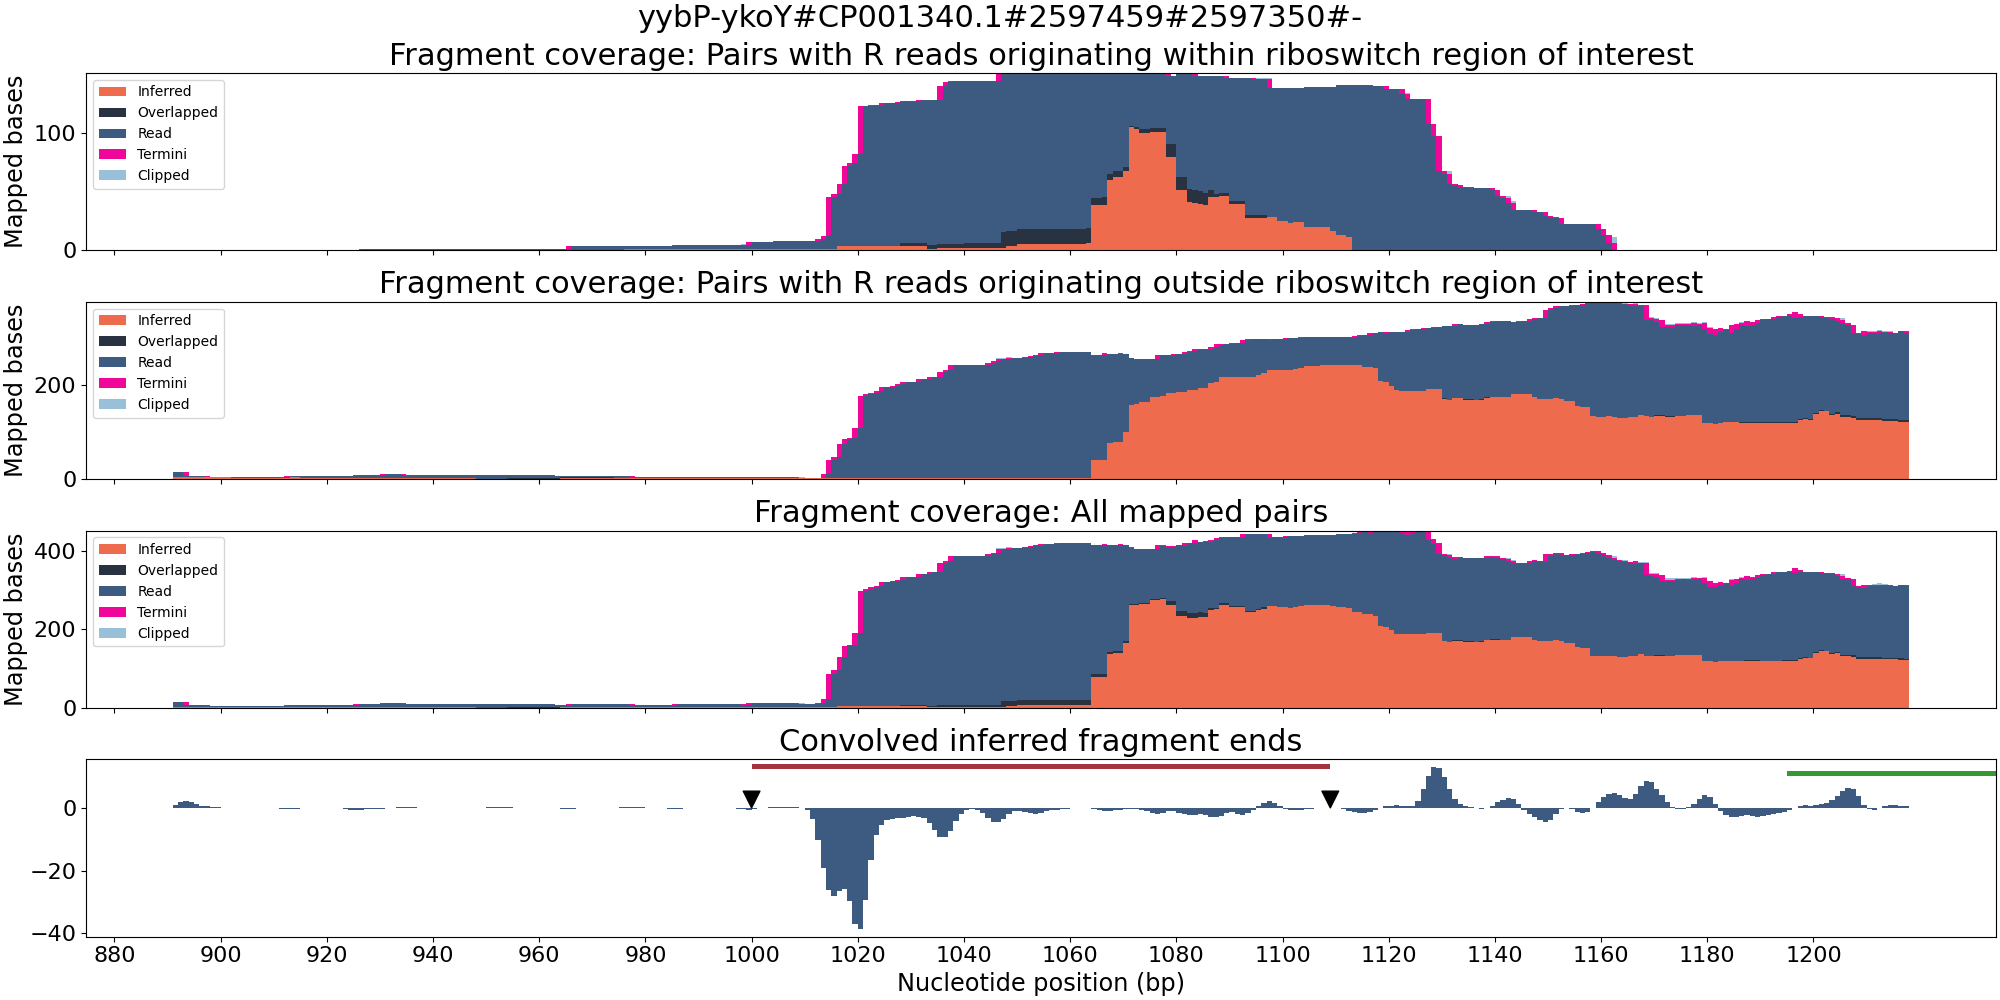 yybP-ykoY#CP001340.1#2597459#2597350#-
Fragment coverage: Pairs with R reads originating within riboswitch region of interest
Mapped bases
100
0
Inferred
Overlapped
Read
Termini
Clipped
Fragment coverage: Pairs with R reads originating outside riboswitch region of interest
Mapped bases
200
0
Inferred
Overlapped
Read
Termini
Clipped
Fragment coverage: All mapped pairs
Mapped bases
400
200
0
Inferred
Overlapped
Read
Termini
Clipped
Convolved inferred fragment ends
0
−20
−40
880 900 920 940 960 980 1000 1020 1040 1060 1080 1100 1120 1140 1160 1180 1200
Nucleotide position (bp)